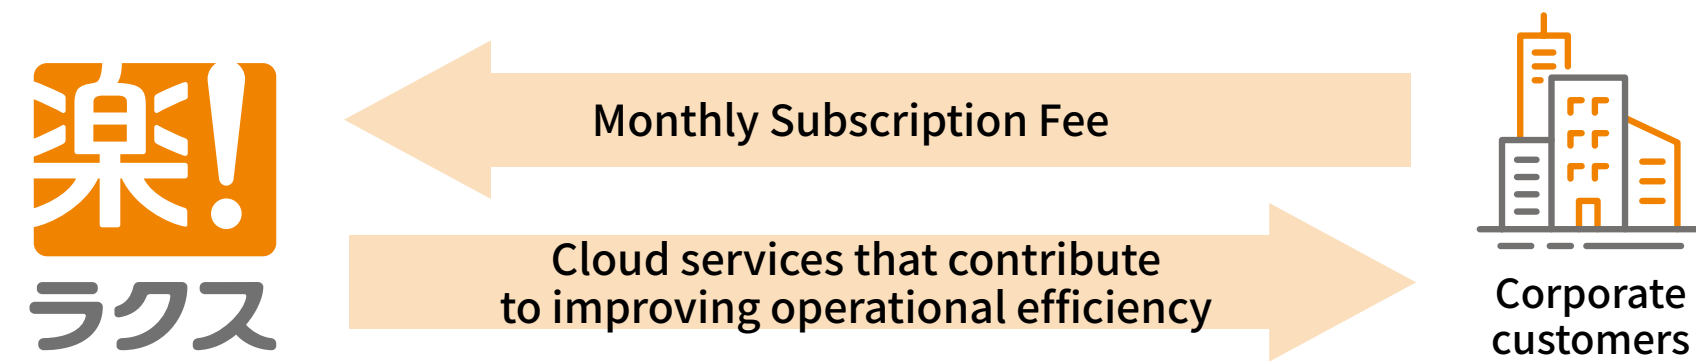 楽!
ラクス
Monthly Subscription Fee
Cloud services that contribute
to improving operational efficiency
Corporate
customers